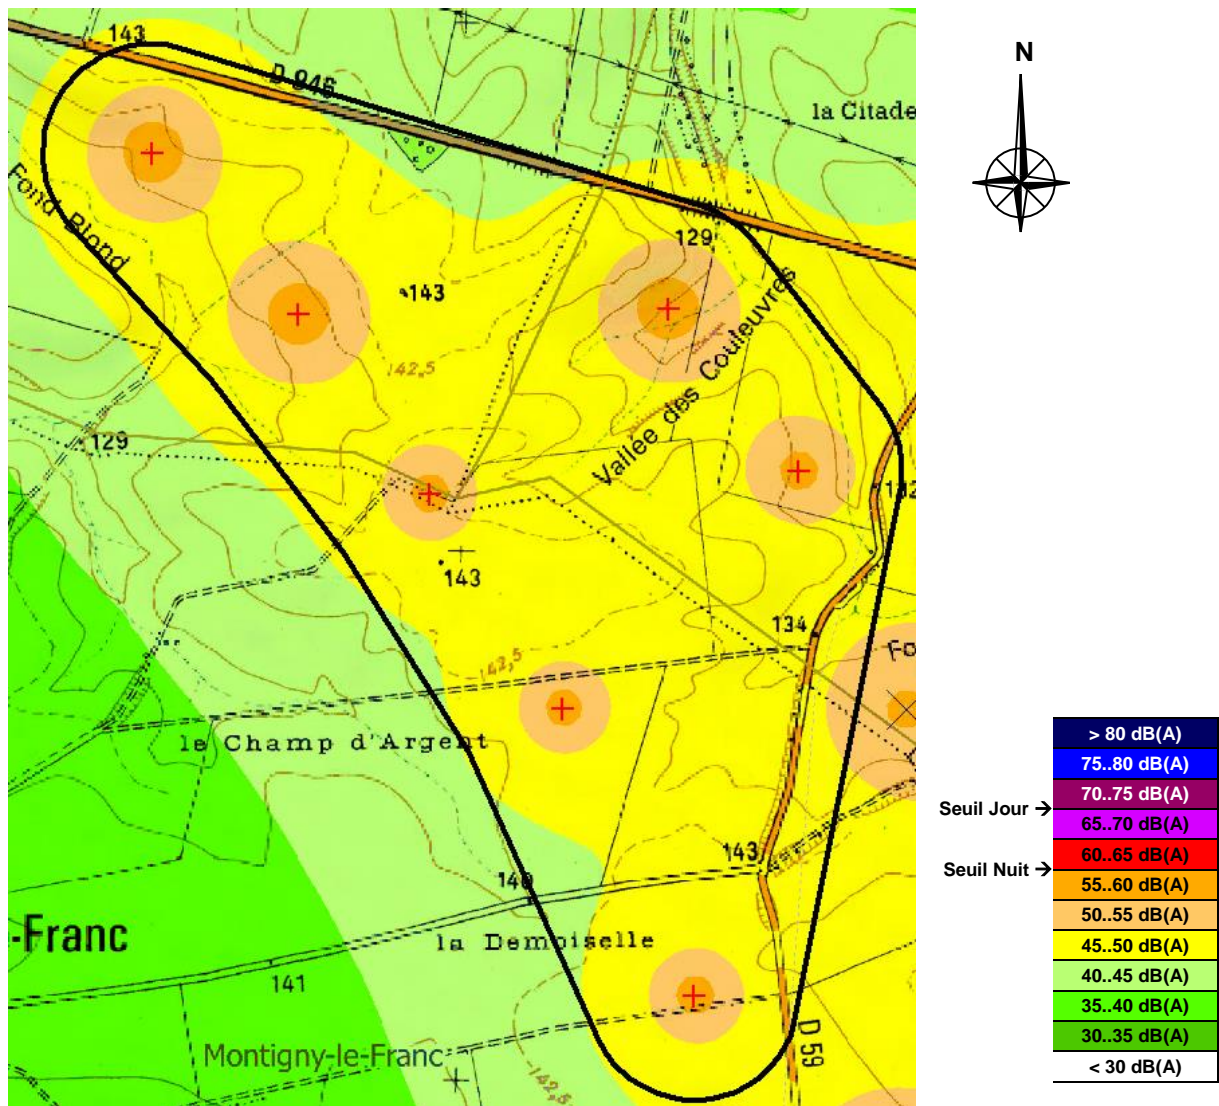 143
D 946
la Citade
N
Fond Blond
129
143
142,5
Vallée des Couleuvres
129
132
143
134
Fo
142,5
le Champ d'Argent
143
140
-Franc
la Demoiselle
141
D 59
Montigny-le-Franc
142,5
> 80 dB(A)
75..80 dB(A)
70..75 dB(A)
Seuil Jour →
65..70 dB(A)
60..65 dB(A)
Seuil Nuit →
55..60 dB(A)
50..55 dB(A)
45..50 dB(A)
40..45 dB(A)
35..40 dB(A)
30..35 dB(A)
< 30 dB(A)